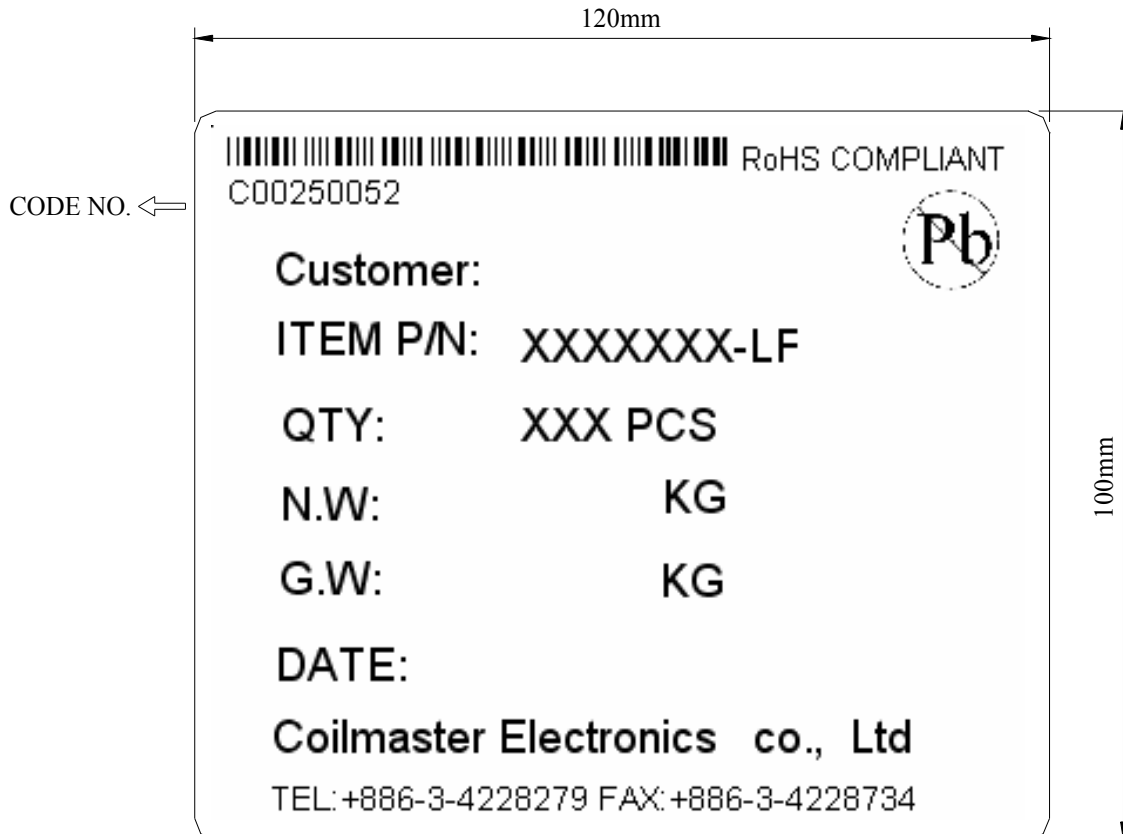 120mm
RoHS COMPLIANT
C00250052
CODE NO.
Pb
Customer:
ITEM P/N: XXXXXXX-LF
QTY: XXX PCS
100mm
N.W: KG
G.W: KG
DATE:
Coilmaster Electronics co., Ltd
TEL:+886-3-4228279 FAX:+886-3-4228734